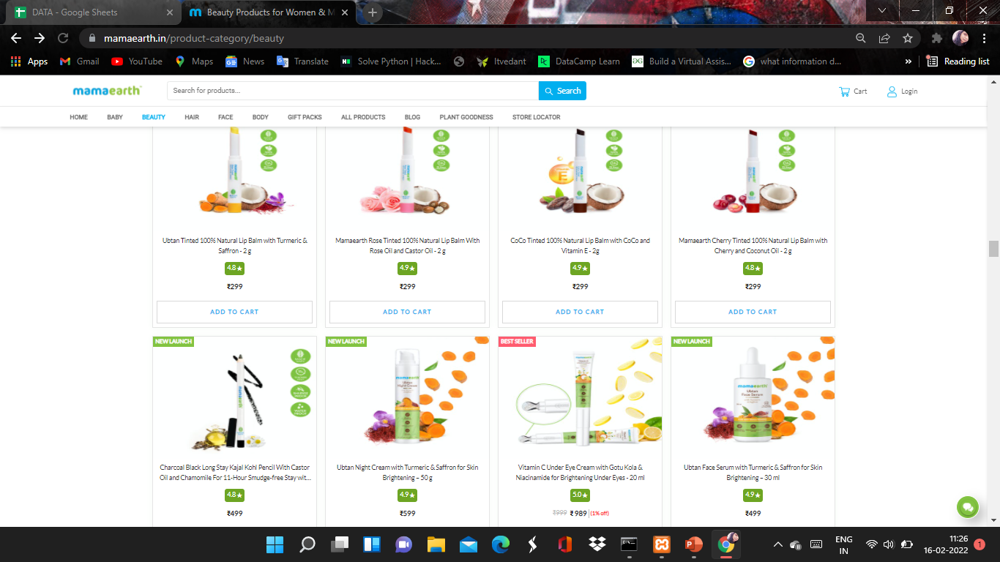 DATA - Google Sheets
Beauty Products for Women & M
mamaearth.in/product-category/beauty
Apps
Gmail
YouTube
Maps
News
Translate
Solve Python | Hack...
Itvedant
DataCamp Learn
Build a Virtual Assis...
what information d...
»
Reading list
mamaearth
Search for products...
Search
Cart
Login
HOME
BABY
BEAUTY
HAIR
FACE
BODY
GIFT PACKS
ALL PRODUCTS
BLOG
PLANT GOODNESS
STORE LOCATOR
Ubtan Tinted 100% Natural Lip Balm with Turmeric &
Saffron - 2 g
4.8★
₹299
ADD TO CART
Mamaearth Rose Tinted 100% Natural Lip Balm With
Rose Oil and Castor Oil - 2 g
4.9★
₹299
ADD TO CART
CoCo Tinted 100% Natural Lip Balm with CoCo and
Vitamin E - 2g
4.9★
₹299
ADD TO CART
Mamaearth Cherry Tinted 100% Natural Lip Balm with
Cherry and Coconut Oil - 2 g
4.8★
₹299
ADD TO CART
NEW LAUNCH
Charcoal Black Long Stay Kajal Kohl Pencil With Castor
Oil and Chamomile For 11-Hour Smudge-free Stay wit...
4.8★
₹499
NEW LAUNCH
mamaearth
Ubtan
Night Cream
Ubtan Night Cream with Turmeric & Saffron for Skin
Brightening – 50 g
4.9★
₹599
BEST SELLER
Vitamin C Under Eye Cream with Gotu Kola &
Niacinamide for Brightening Under Eyes - 20 ml
5.0★
₹999 ₹989 (1% off)
NEW LAUNCH
mamaearth
Ubtan
Face Serum
Ubtan Face Serum with Turmeric & Saffron for Skin
Brightening – 30 ml
4.9★
₹499
ENG
IN
11:26
16-02-2022
1